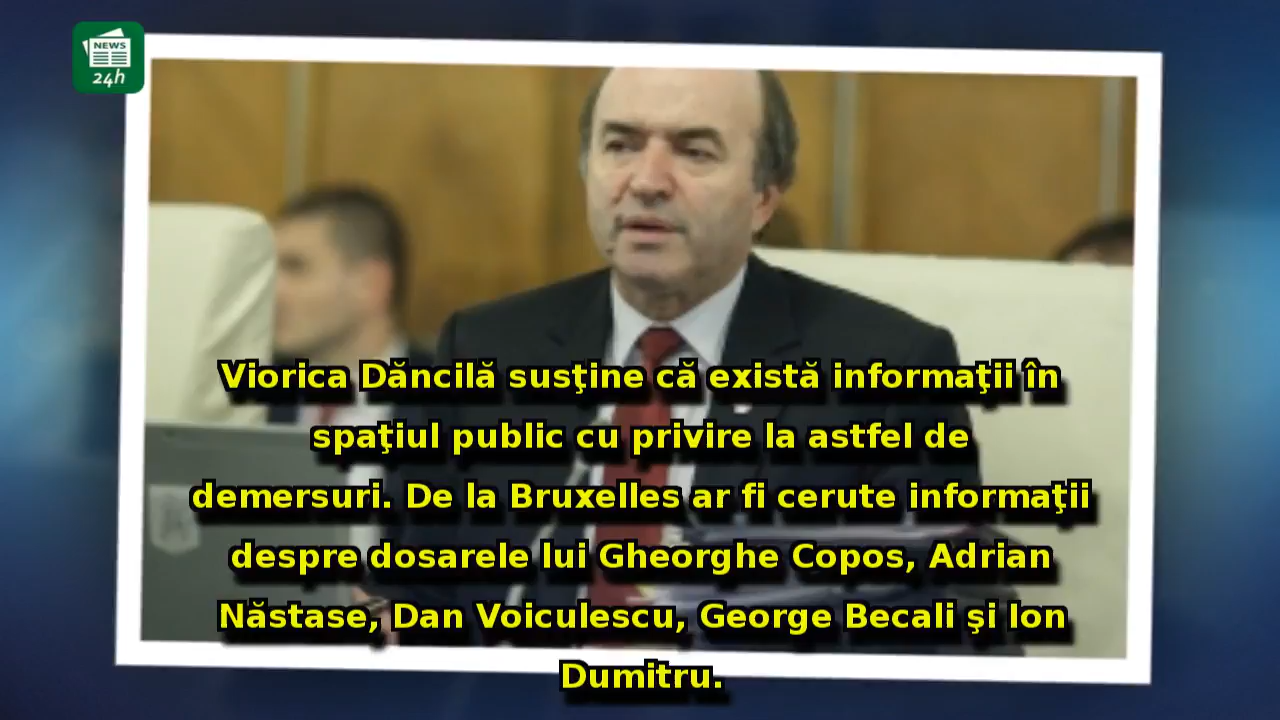 NEWS
24h
Viorica Dăncilă susţine că există informaţii în
spaţiul public cu privire la astfel de
demersuri. De la Bruxelles ar fi cerute informaţii
despre dosarele lui Gheorghe Copos, Adrian
Năstase, Dan Voiculescu, George Becali şi Ion
Dumitru.